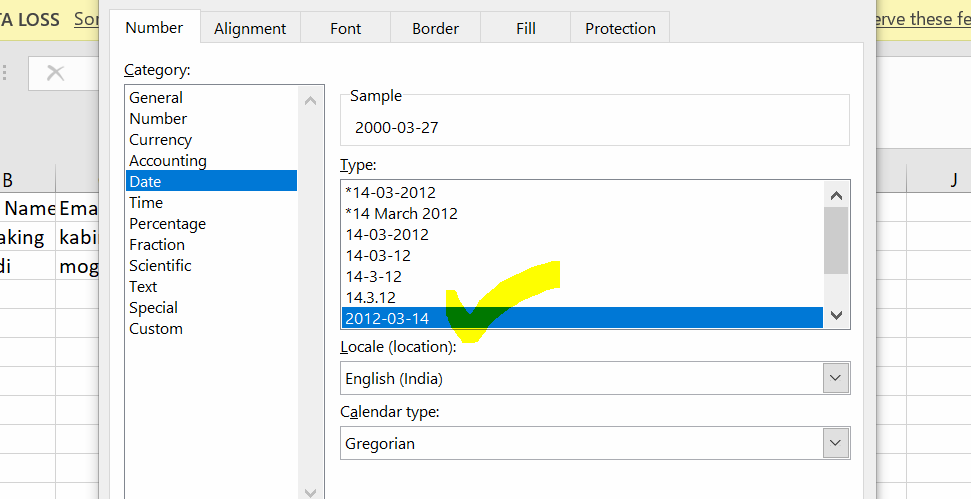 TA LOSS Sor
erve these fe
Number Alignment Font Border Fill Protection
Category:
General
Number
Currency
Accounting
Date
Time
Percentage
Fraction
Scientific
Text
Special
Custom
Sample
2000-03-27
Type:
*14-03-2012
*14 March 2012
14-03-2012
14-03-12
14-3-12
14.3.12
2012-03-14
Locale (location):
English (India)
Calendar type:
Gregorian
B
J
Name Ema
aking kabi
di mog